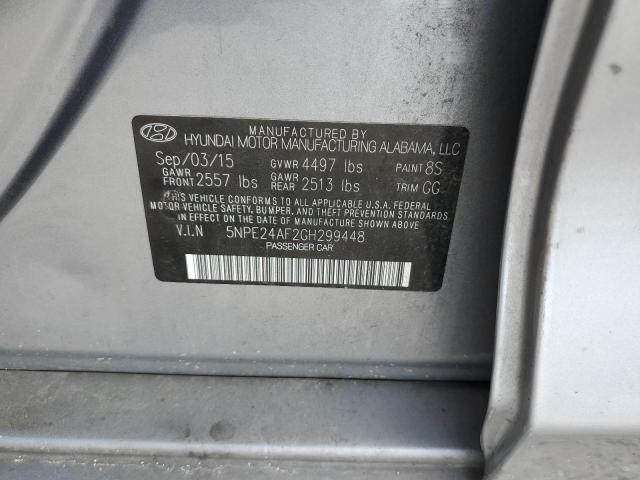 MANUFACTURED BY
HYUNDAI MOTOR MANUFACTURING ALABAMA, LLC
Sep/03/15 GVWR 4497 lbs PAINT 8S
GAWR FRONT 2557 lbs GAWR REAR 2513 lbs TRIM GG
THIS VEHICLE CONFORMS TO ALL APPLICABLE U.S.A. FEDERAL
MOTOR VEHICLE SAFETY, BUMPER, AND THEFT PREVENTION STANDARDS
IN EFFECT ON THE DATE OF MANUFACTURE SHOWN ABOVE.
V.I.N 5NPE24AF2GH299448
PASSENGER CAR